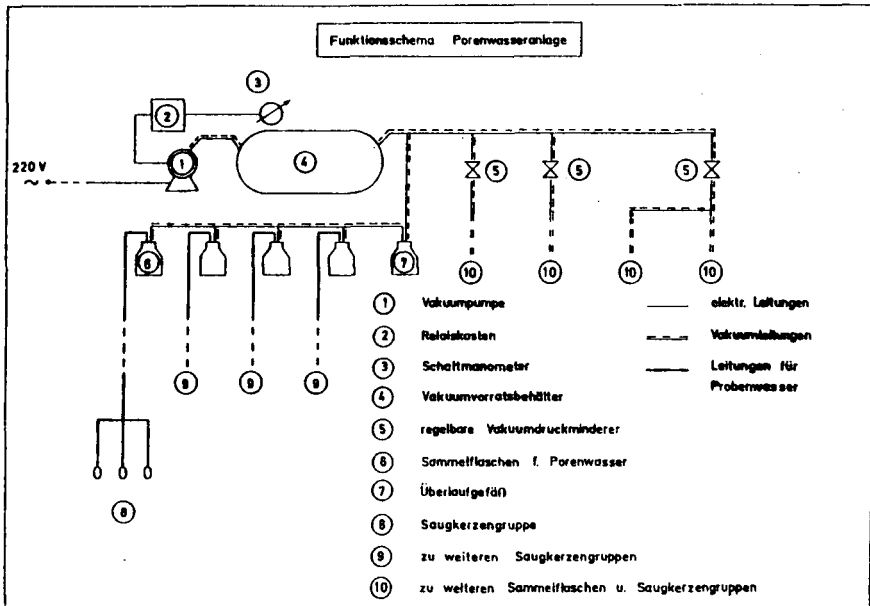 Funktionsschema Porenwasseranlage
3
2
1
4
220 V
~
5
5
5
6
7
10
10
10
10
9
9
9
8
1 Vakuumpumpe
2 Relaiskasten
3 Schaltmanometer
4 Vakuumvorratsbehälter
5 regelbare Vakuumdruckminderer
6 Sammelflaschen f. Porenwasser
7 Überlaufgefäß
8 Saugkerzengruppe
9 zu weiteren Saugkerzengruppen
10 zu weiteren Sammelflaschen u. Saugkerzengruppen
elektr. Leitungen
Vakuumleitungen
Leitungen für
Probenwasser